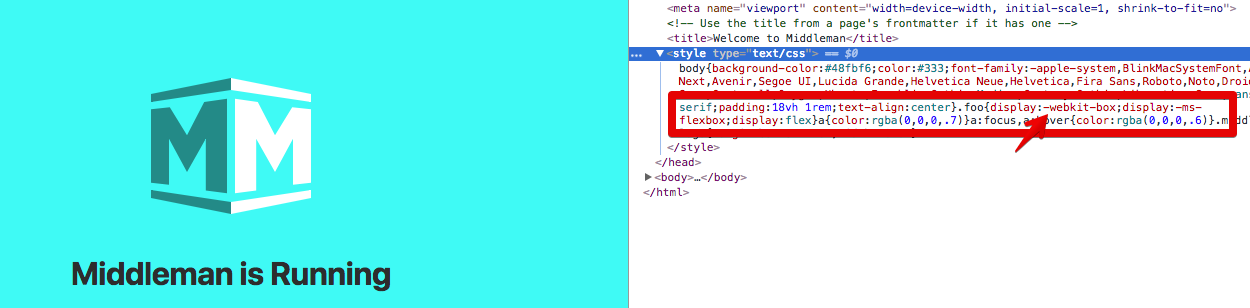 MM
Middleman is Running
<meta name="viewport" content="width=device-width, initial-scale=1, shrink-to-fit=no">
<!-- Use the title from a page's frontmatter if it has one -->
<title>Welcome to Middleman</title>
… ▼<style type="text/css"> == $0
body{background-color:#48fbf6;color:#333;font-family:-apple-system,BlinkMacSystemFont,
Next,Avenir,Segoe UI,Lucida Grande,Helvetica Neue,Helvetica,Fira Sans,Roboto,Noto,Droid
serif;padding:18vh 1rem;text-align:center}.foo{display:-webkit-box;display:-ms-
flexbox;display:flex}a{color:rgba(0,0,0,.7)}a:focus,a:hover{color:rgba(0,0,0,.6)}.middl
</style>
</head>
▶<body>…</body>
</html>